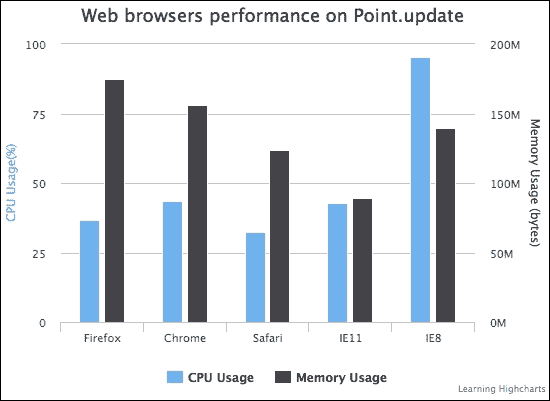 Web browsers performance on Point.update
100 200M
75 150M
50 100M
25 50M
0 0M
CPU Usage(%)
Memory Usage (bytes)
Firefox Chrome Safari IE11 IE8
CPU Usage Memory Usage
Learning Highcharts